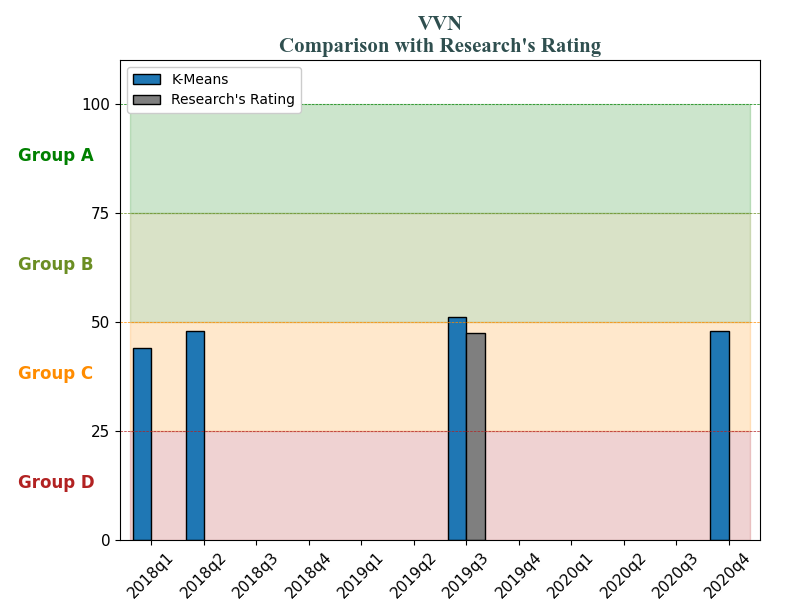 VVN
Comparison with Research's Rating
K-Means
Research's Rating
100
Group A
75
Group B
50
Group C
25
Group D
0
2018q1
2018q2
2018q3
2018q4
2019q1
2019q2
2019q3
2019q4
2020q1
2020q2
2020q3
2020q4